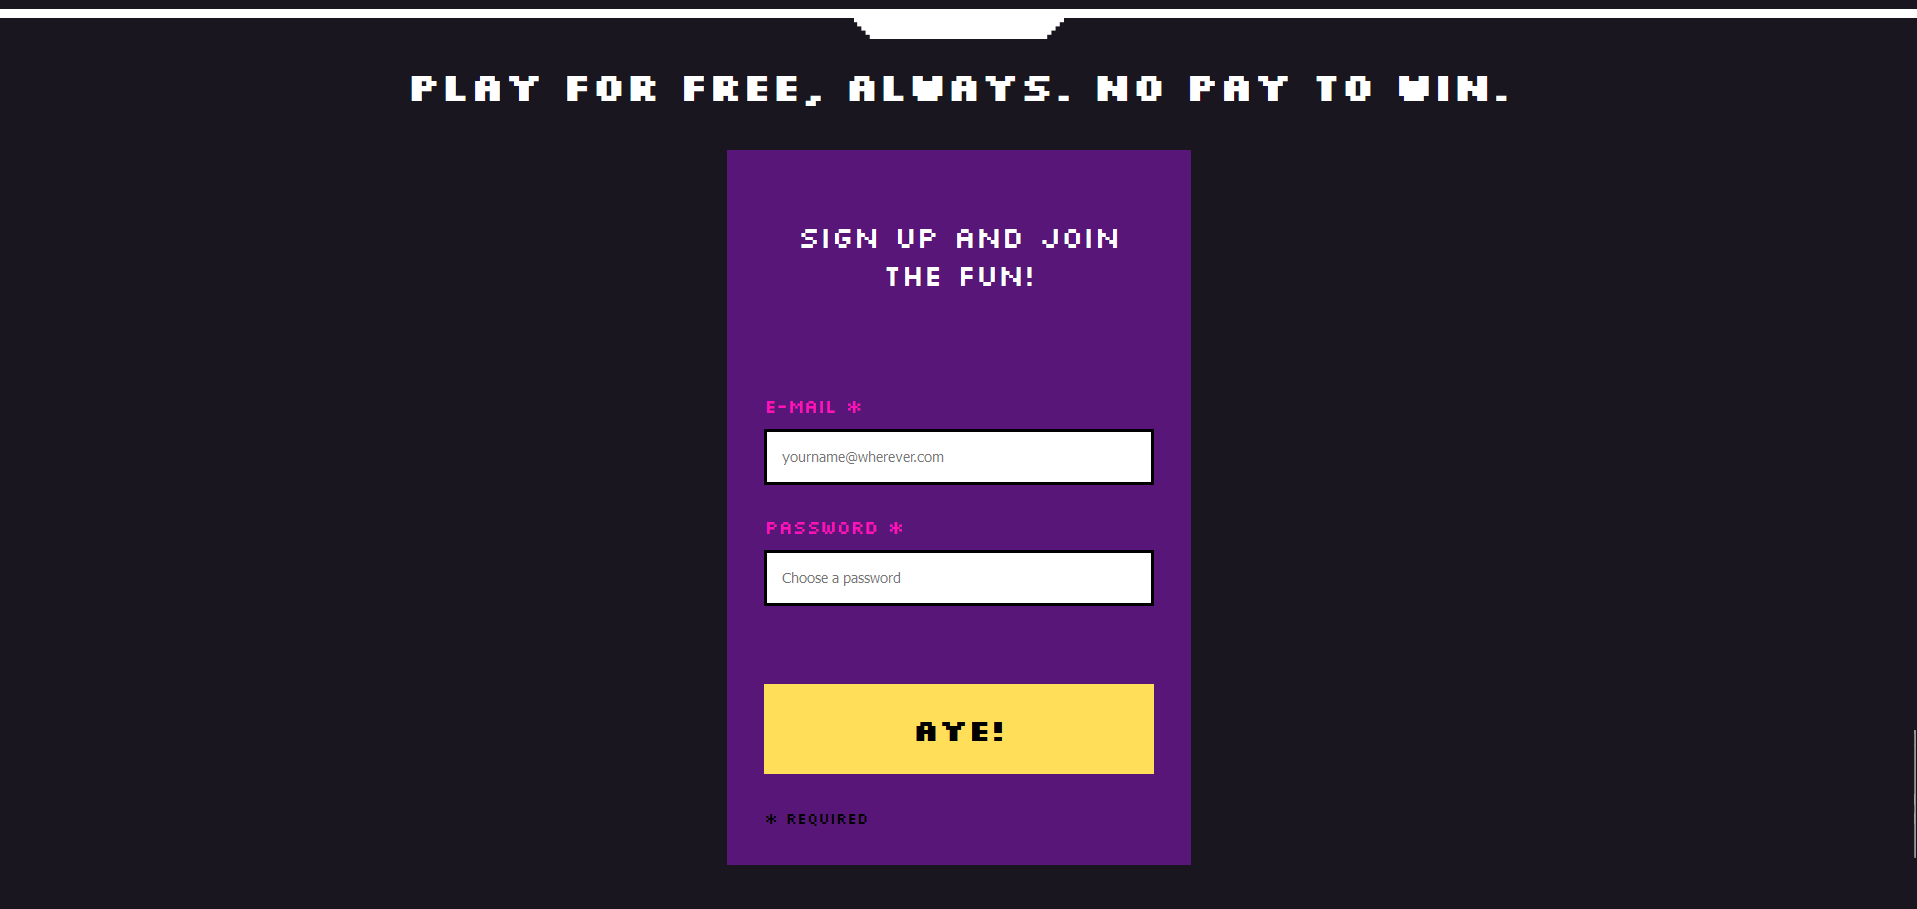 PLAY FOR FREE, ALWAYS. NO PAY TO WIN.
SIGN UP AND JOIN
THE FUN!
E-MAIL *
yourname@wherever.com
PASSWORD *
Choose a password
AYE!
* REQUIRED